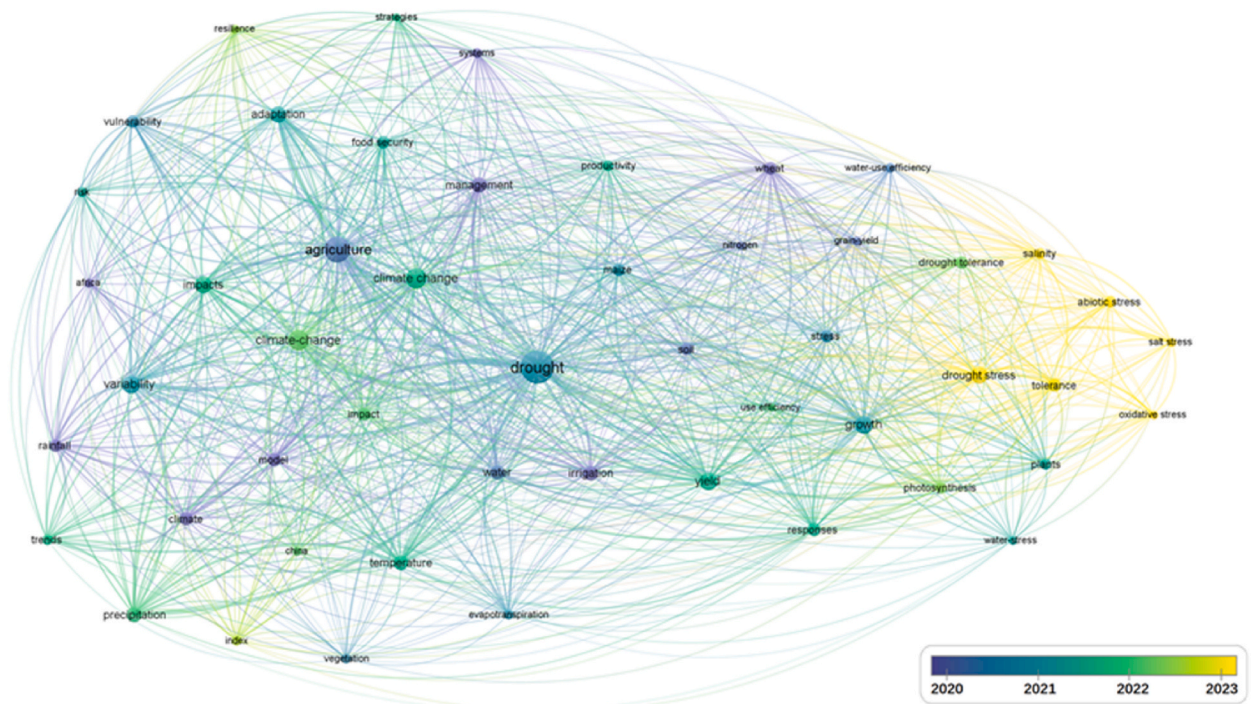 strategies
resilience
systems
adaptation
vulnerability
food security
productivity
wheat
water-use efficiency
management
risk
nitrogen
grain-yield
agriculture
salinity
drought tolerance
maize
climate change
africa
impacts
abiotic stress
stress
climate-change
salt stress
soil
drought
drought stress
variability
tolerance
use efficiency
impact
oxidative stress
growth
rainfall
model
plants
water
irrigation
yield
photosynthesis
climate
responses
trends
water-stress
china
temperature
precipitation
evapotranspiration
index
vegetation
2020
2021
2022
2023